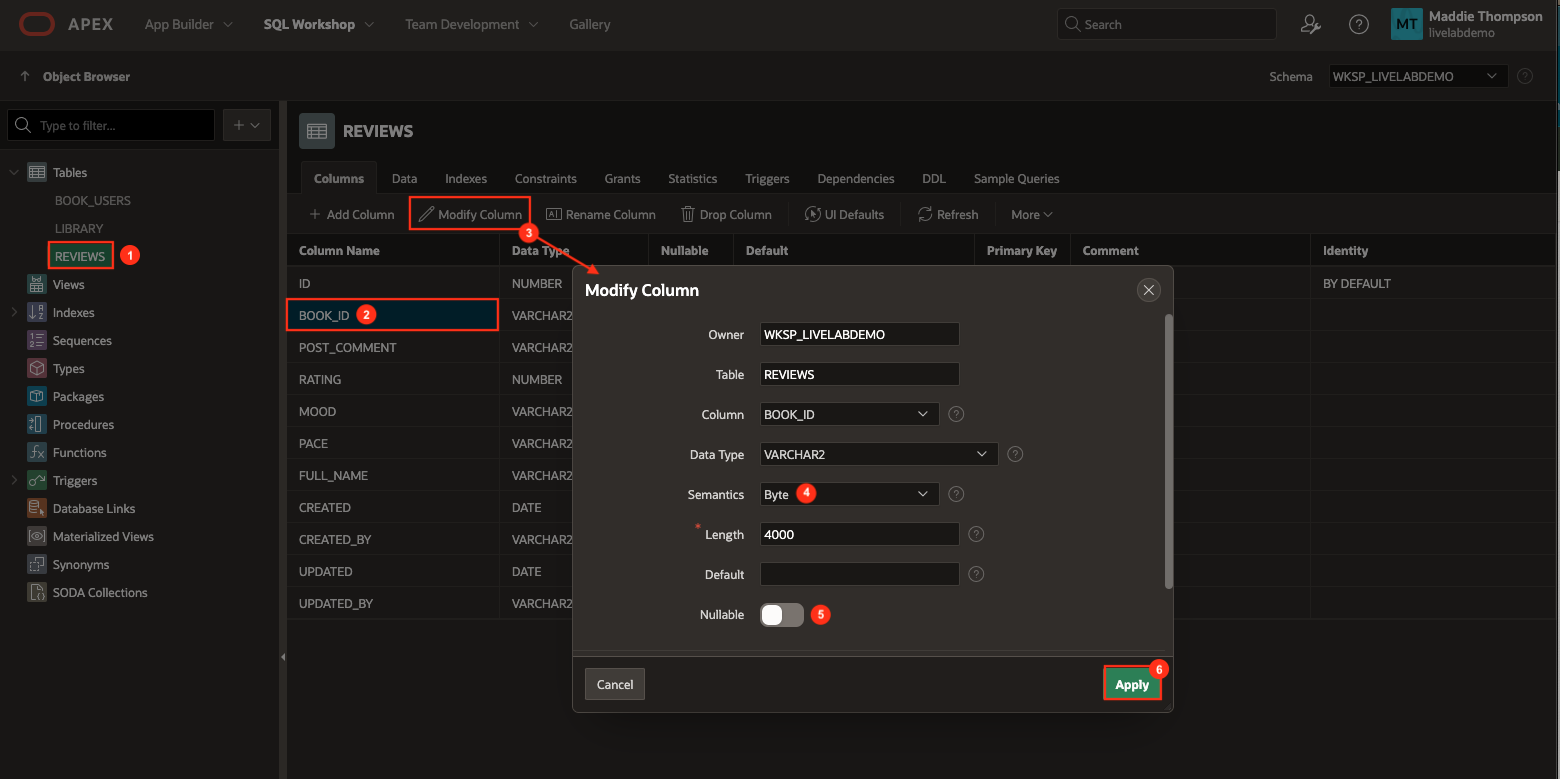 APEX App Builder SQL Workshop Team Development Gallery Search MT Maddie Thompson
livelabdemo
Object Browser Schema WKSP_LIVELABDEMO
Type to filter...
REVIEWS
Columns Data Indexes Constraints Grants Statistics Triggers Dependencies DDL Sample Queries
Add Column Modify Column Rename Column Drop Column UI Defaults Refresh More
3
Column Name Data Type Nullable Default Primary Key Comment Identity
Tables
BOOK_USERS
LIBRARY
REVIEWS 1
Views
Indexes
Sequences
Types
Packages
Procedures
Functions
Triggers
Database Links
Materialized Views
Synonyms
SODA Collections
ID NUMBER BY DEFAULT
BOOK_ID 2 VARCHAR2
POST_COMMENT VARCHAR2
RATING NUMBER
MOOD VARCHAR2
PACE VARCHAR2
FULL_NAME VARCHAR2
CREATED DATE
CREATED_BY VARCHAR2
UPDATED DATE
UPDATED_BY VARCHAR2
Modify Column
Owner WKSP_LIVELABDEMO
Table REVIEWS
Column BOOK_ID
Data Type VARCHAR2
Semantics Byte 4
* Length 4000
Default
Nullable 5
Cancel Apply 6